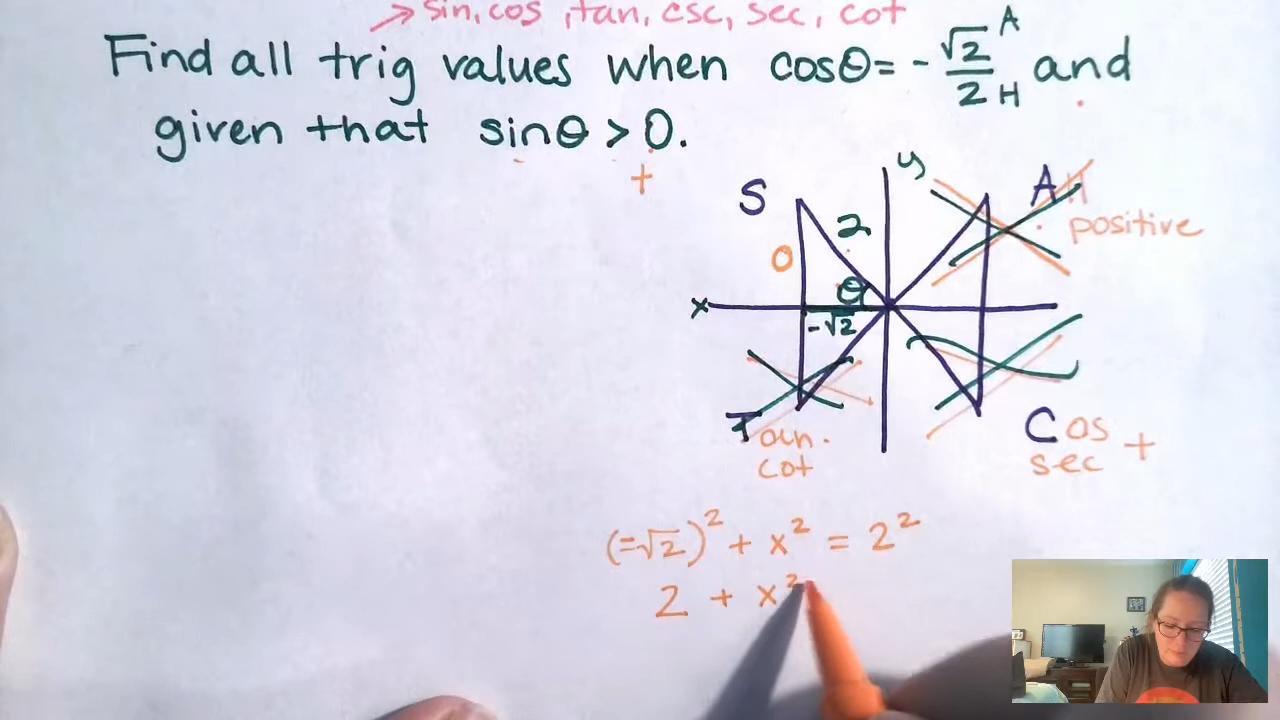 → sin, cos, tan, csc, sec, cot
Find all trig values when cosθ = -√2/2 A H and
given that sinθ > 0.
+
y
S
A
positive
2
O
θ
x
-√2
T an.
cot
Cos
sec +
(-√2)² + x² = 2²
2 + x²